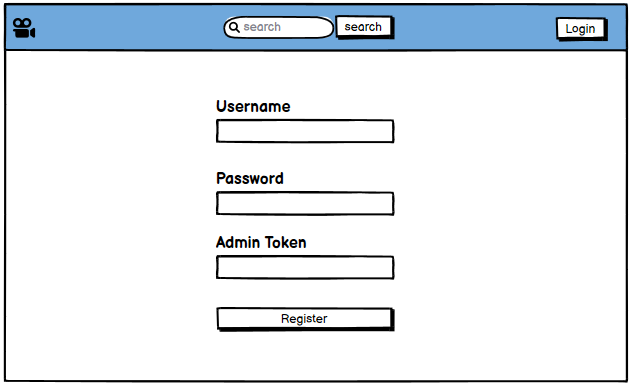 search
search
Login
Username
Password
Admin Token
Register